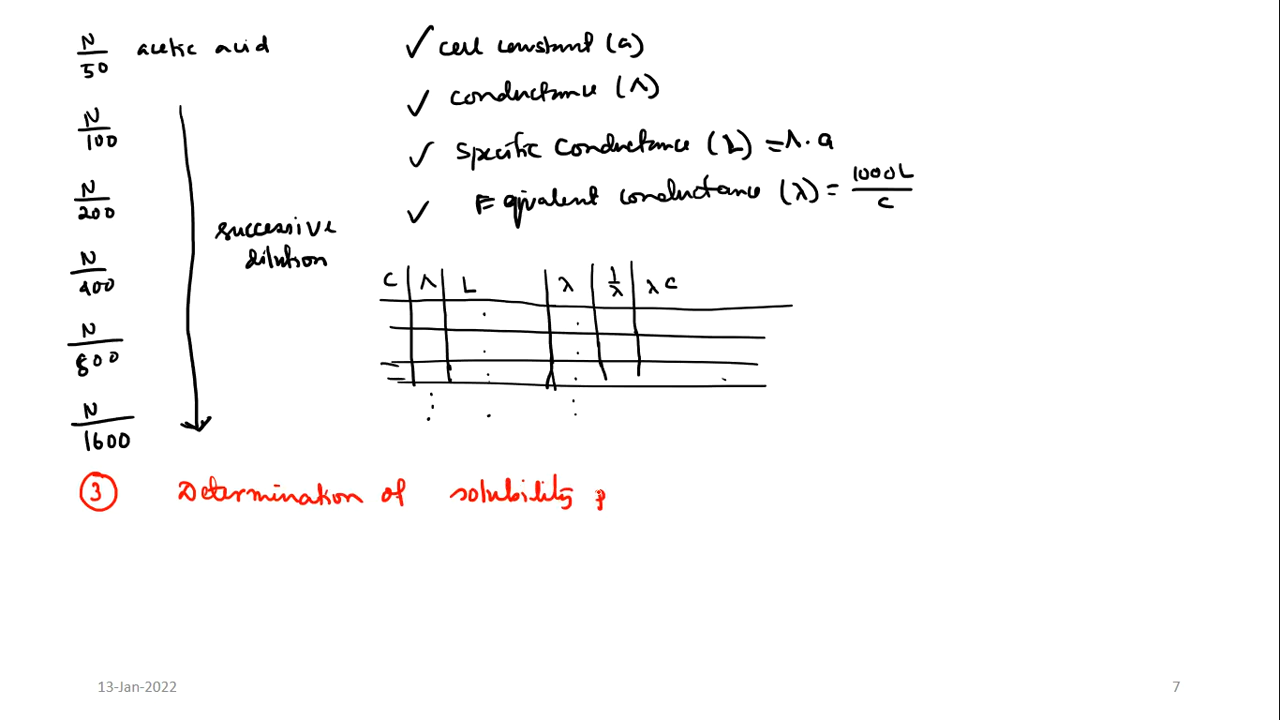 N/50 acetic acid
N/100
N/200
N/400
N/800
N/1600
successive
dilution
✓ cell constant (a)
✓ conductance (Λ)
✓ Specific Conductance (L) = Λ. a
✓ Equivalent conductance (λ) = 1000L/C
C | Λ | L | λ | 1/λ | λ C
③ Determination of solubility p
13-Jan-2022
7